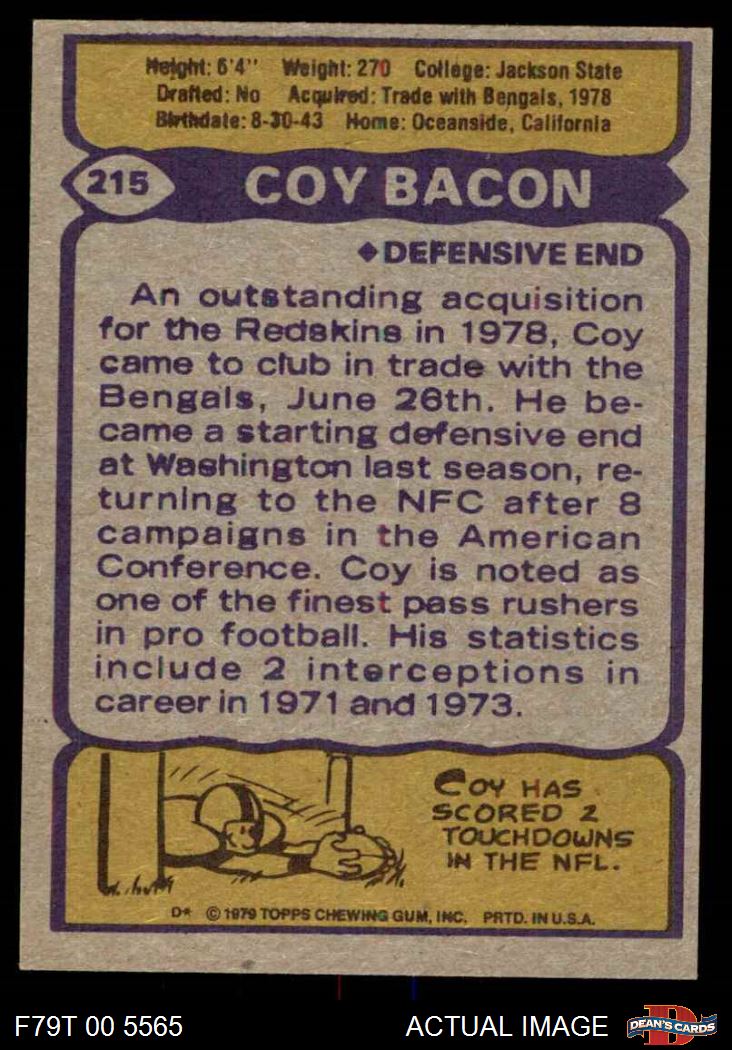 Height: 6'4" Weight: 270 College: Jackson State
Drafted: No Acquired: Trade with Bengals, 1978
Birthdate: 8-30-43 Home: Oceanside, California
215 COY BACON
◆DEFENSIVE END
An outstanding acquisition
for the Redskins in 1978, Coy
came to club in trade with the
Bengals, June 26th. He be-
came a starting defensive end
at Washington last season, re-
turning to the NFC after 8
campaigns in the American
Conference. Coy is noted as
one of the finest pass rushers
in pro football. His statistics
include 2 interceptions in
career in 1971 and 1973.
COY HAS
SCORED 2
TOUCHDOWNS
IN THE NFL.
D* © 1979 TOPPS CHEWING GUM, INC. PRTD. IN U.S.A.
F79T 00 5565 ACTUAL IMAGE
D
DEAN'S CARDS